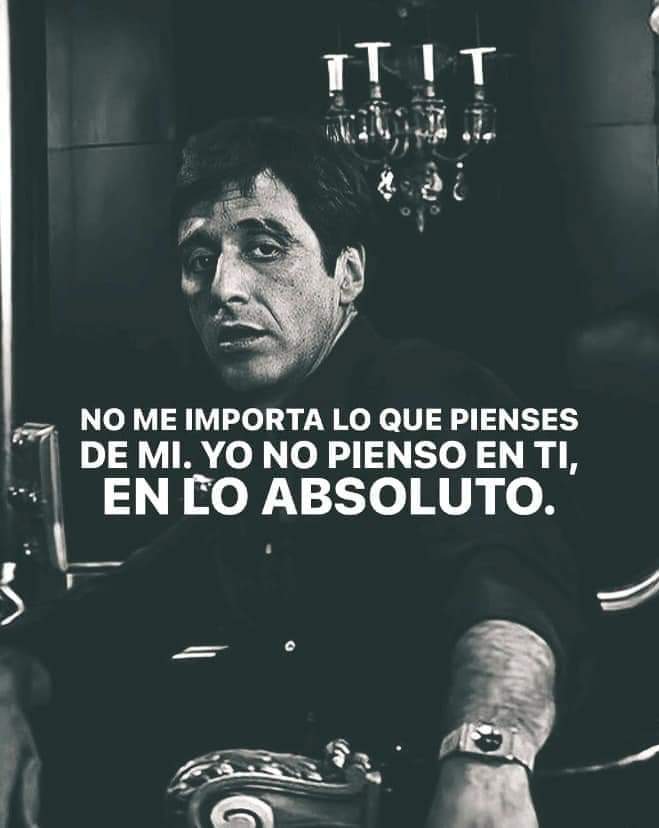 NO ME IMPORTA LO QUE PIENSES
DE MI. YO NO PIENSO EN TI,
EN LO ABSOLUTO.